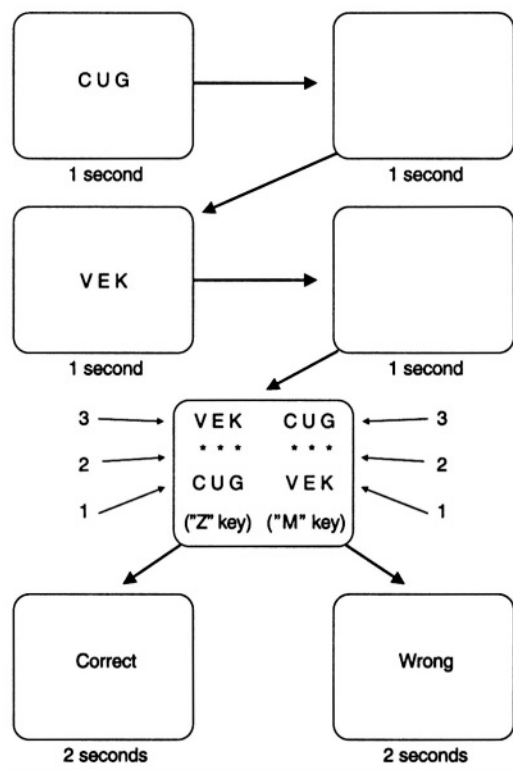 CUG
1 second
1 second
VEK
1 second
1 second
3 VEK CUG 3
* * * * * *
2 2
CUG VEK
1 1
("Z" key) ("M" key)
Correct Wrong
2 seconds 2 seconds